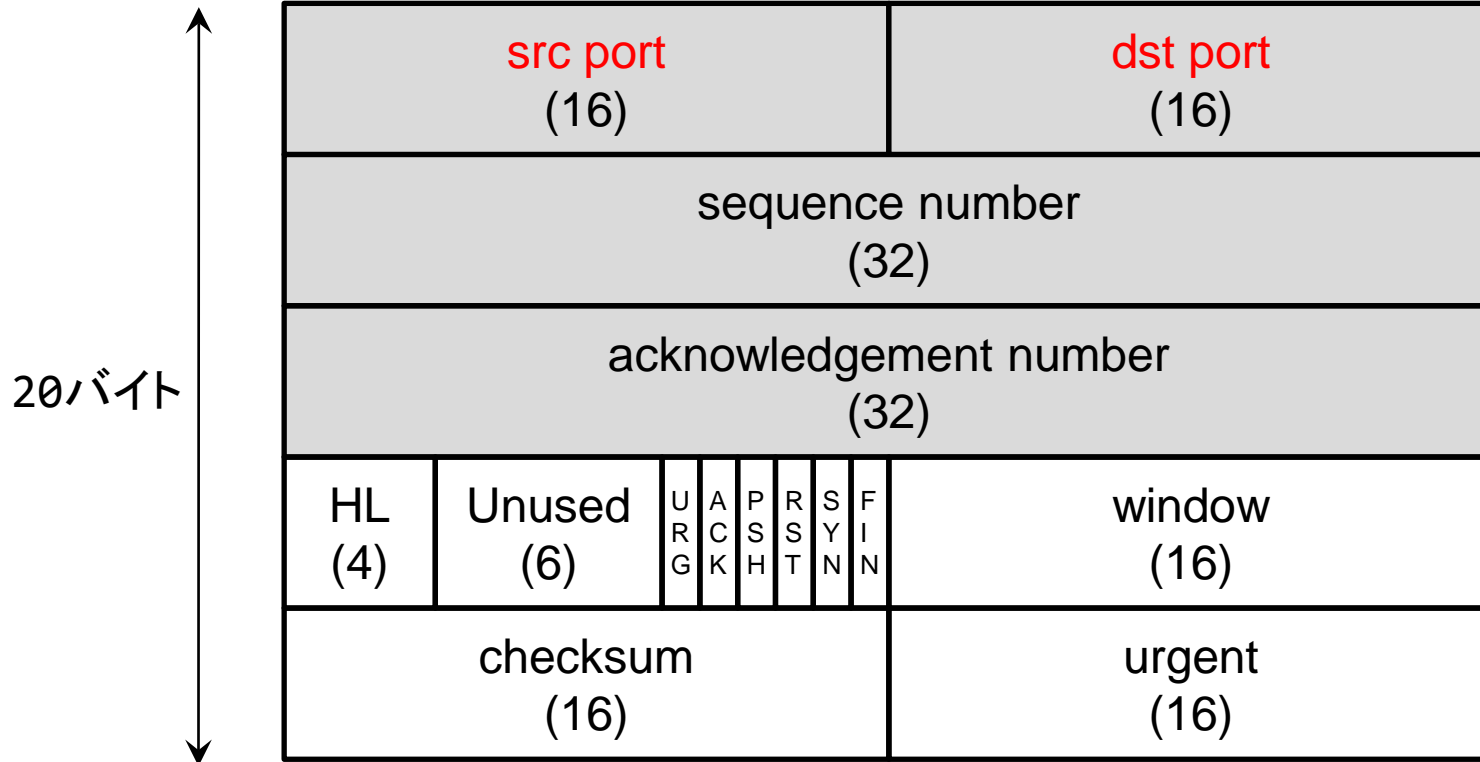 src port
(16)
dst port
(16)
sequence number
(32)
acknowledgement number
(32)
20バイト
HL
(4)
Unused
(6)
URG
ACK
PSH
RST
SYN
FIN
window
(16)
checksum
(16)
urgent
(16)